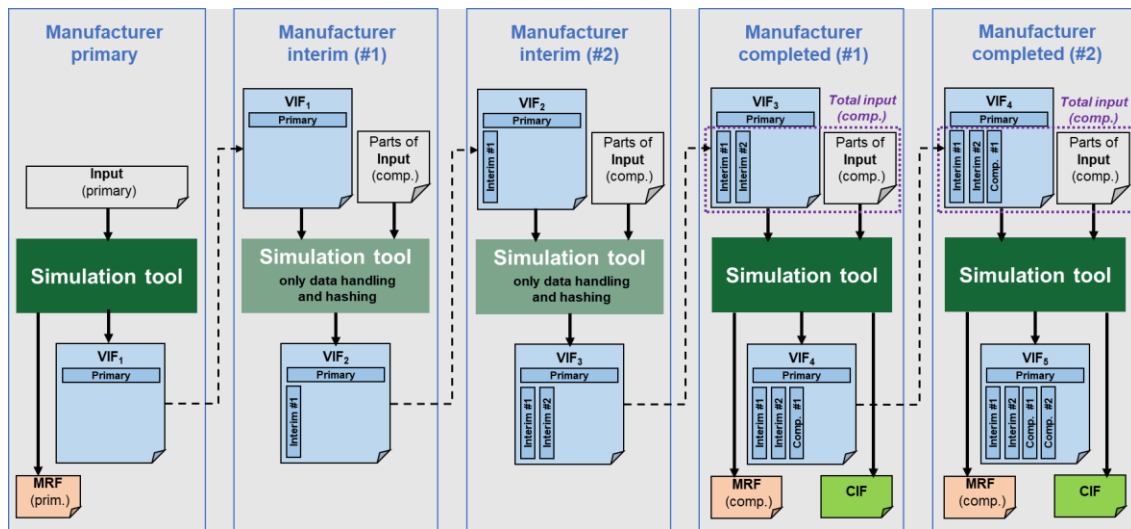 Manufacturer
primary
Input
(primary)
Simulation tool
VIF₁
Primary
MRF
(prim.)
Manufacturer
interim (#1)
VIF₁
Primary
Parts of
Input
(comp.)
Simulation tool
only data handling
and hashing
VIF₂
Primary
Interim #1
Manufacturer
interim (#2)
VIF₂
Primary
Interim #1
Parts of
Input
(comp.)
Simulation tool
only data handling
and hashing
VIF₃
Primary
Interim #1
Interim #2
Manufacturer
completed (#1)
VIF₃
Primary
Interim #1
Interim #2
Total input
(comp.)
Parts of
Input
(comp.)
Simulation tool
VIF₄
Primary
Interim #1
Interim #2
Comp. #1
MRF
(comp.)
CIF
Manufacturer
completed (#2)
VIF₄
Primary
Interim #1
Interim #2
Comp. #1
Total input
(comp.)
Parts of
Input
(comp.)
Simulation tool
VIF₅
Primary
Interim #1
Interim #2
Comp. #1
Comp. #2
MRF
(comp.)
CIF